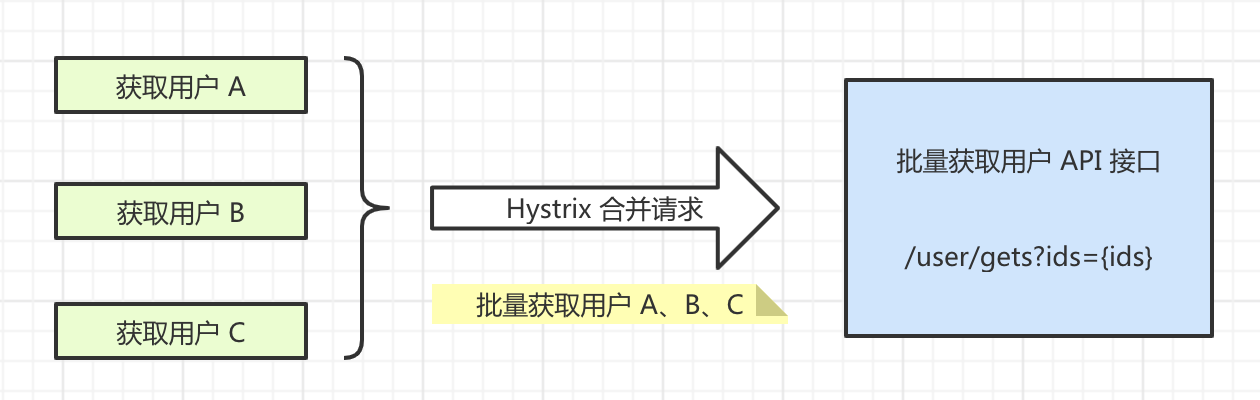 获取用户 A
获取用户 B
获取用户 C
Hystrix 合并请求
批量获取用户 A、B、C
批量获取用户 API 接口
/user/gets?ids={ids}